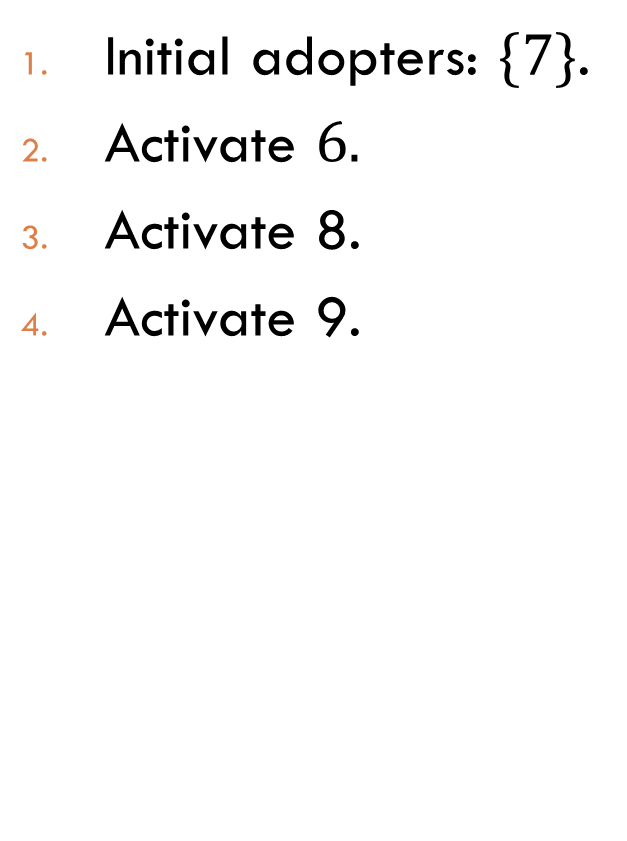 1. Initial adopters: {7}.
2. Activate 6.
3. Activate 8.
4. Activate 9.